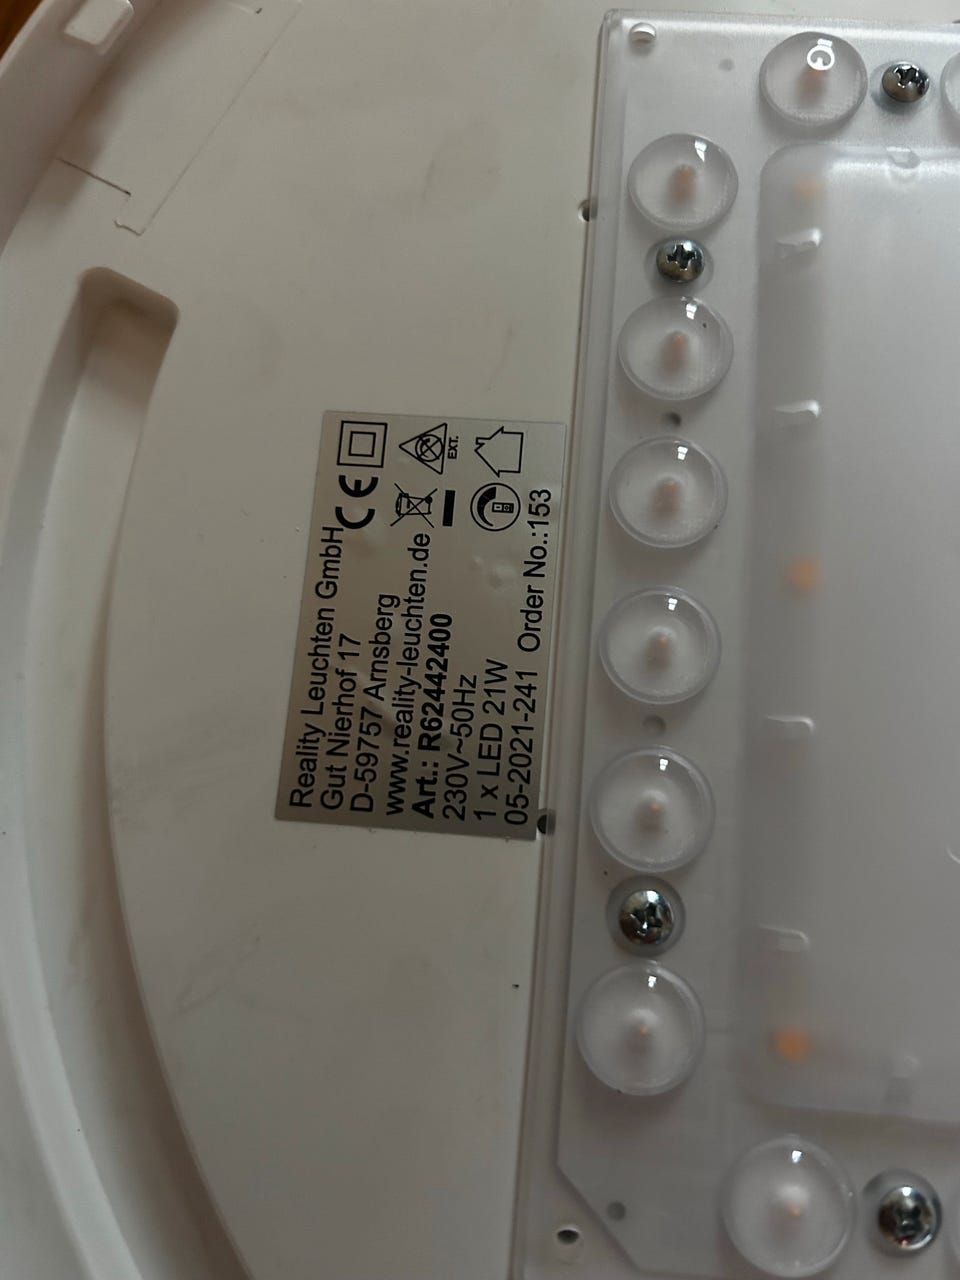 Reality Leuchten GmbH
Gut Nierhof 17
D-59757 Arnsberg
www.reality-leuchten.de
Art.: R62442400
230V~50Hz
1 x LED 21W
05-2021-241 Order No.:153
CE
EXT.